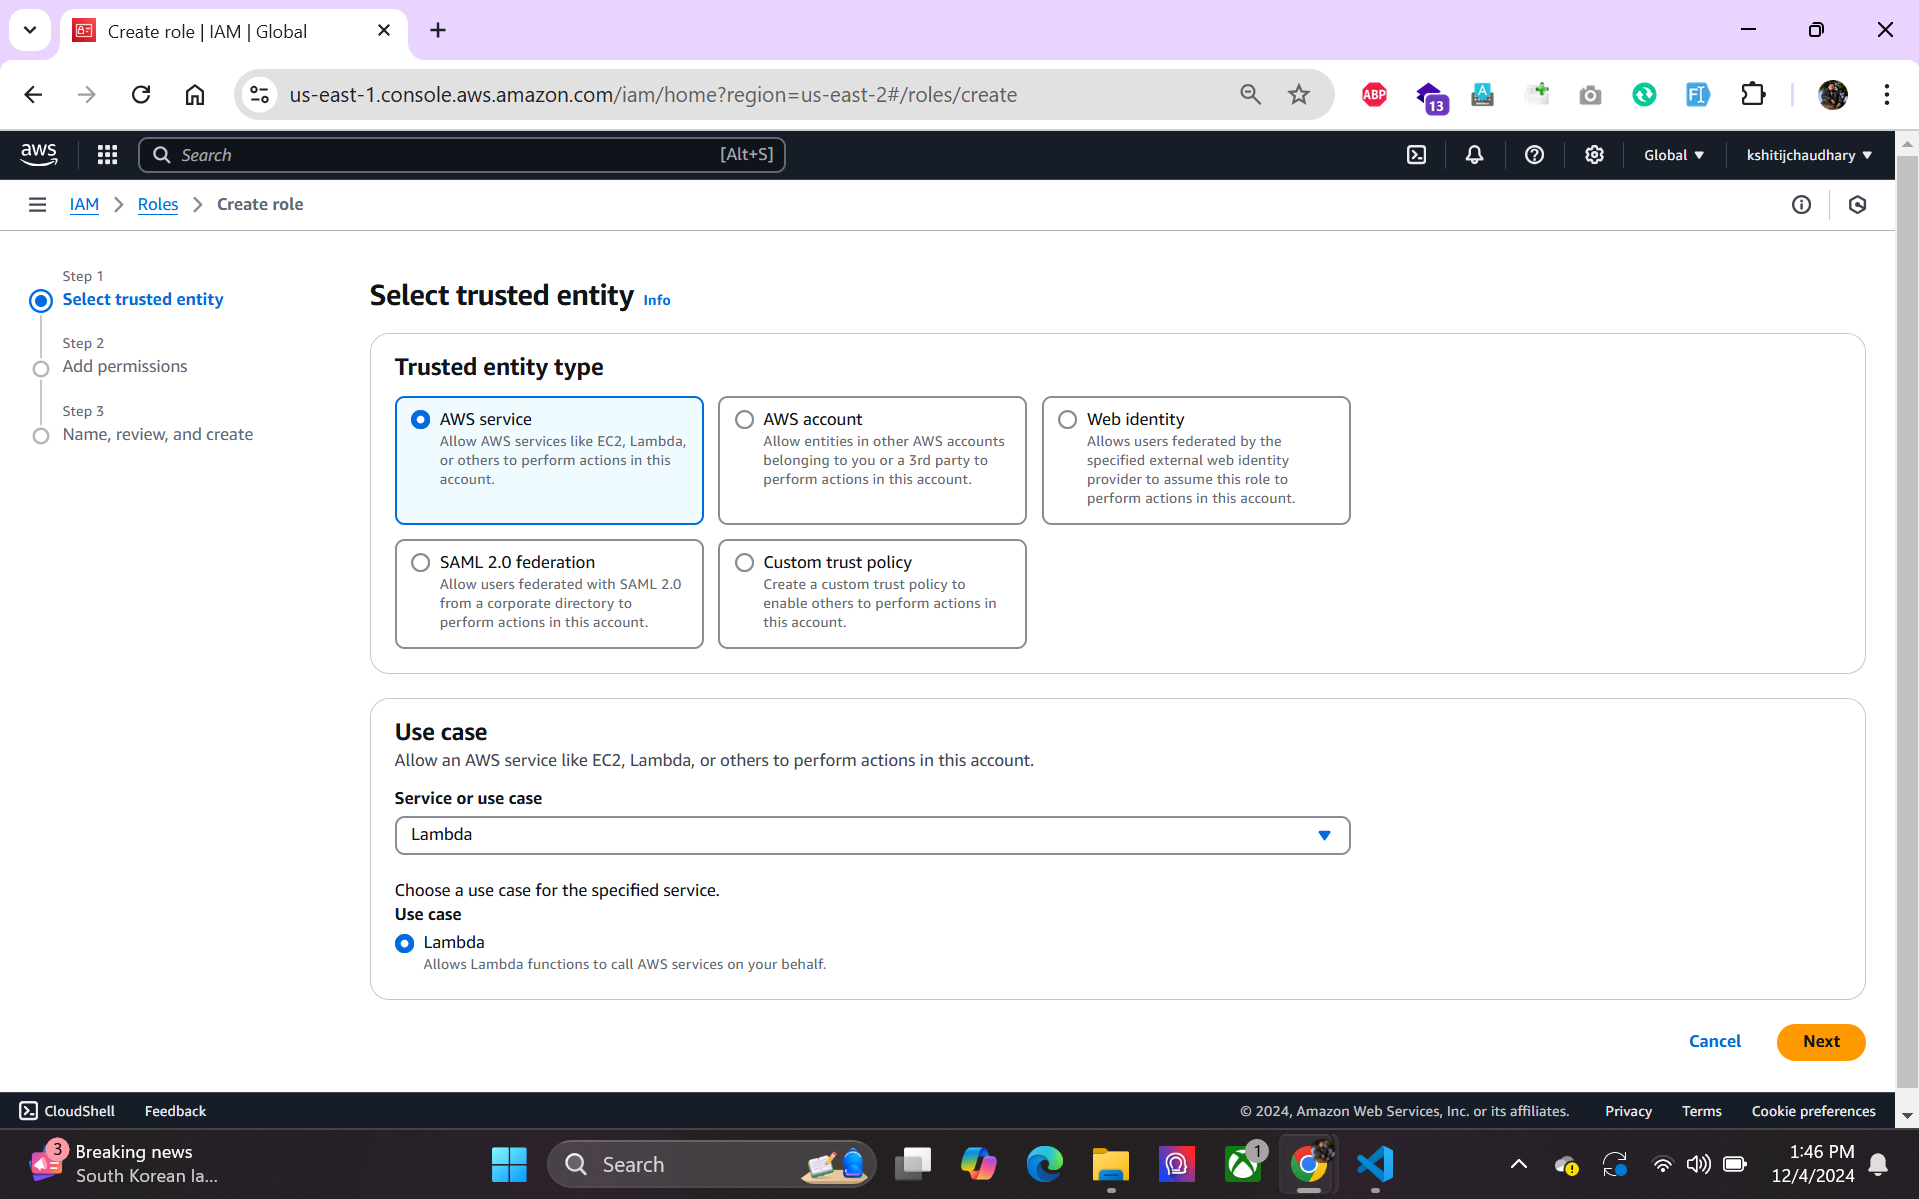 Create role | IAM | Global
us-east-1.console.aws.amazon.com/iam/home?region=us-east-2#/roles/create
ABP
13
A
FI
aws
Search
[Alt+S]
Global
kshitijchaudhary
IAM
Roles
Create role
Step 1
Select trusted entity
Step 2
Add permissions
Step 3
Name, review, and create
Select trusted entity Info
Trusted entity type
AWS service
Allow AWS services like EC2, Lambda,
or others to perform actions in this
account.
AWS account
Allow entities in other AWS accounts
belonging to you or a 3rd party to
perform actions in this account.
Web identity
Allows users federated by the
specified external web identity
provider to assume this role to
perform actions in this account.
SAML 2.0 federation
Allow users federated with SAML 2.0
from a corporate directory to
perform actions in this account.
Custom trust policy
Create a custom trust policy to
enable others to perform actions in
this account.
Use case
Allow an AWS service like EC2, Lambda, or others to perform actions in this account.
Service or use case
Lambda
Choose a use case for the specified service.
Use case
Lambda
Allows Lambda functions to call AWS services on your behalf.
Cancel
Next
CloudShell
Feedback
© 2024, Amazon Web Services, Inc. or its affiliates.
Privacy
Terms
Cookie preferences
3
Breaking news
South Korean la...
Search
1
1:46 PM
12/4/2024